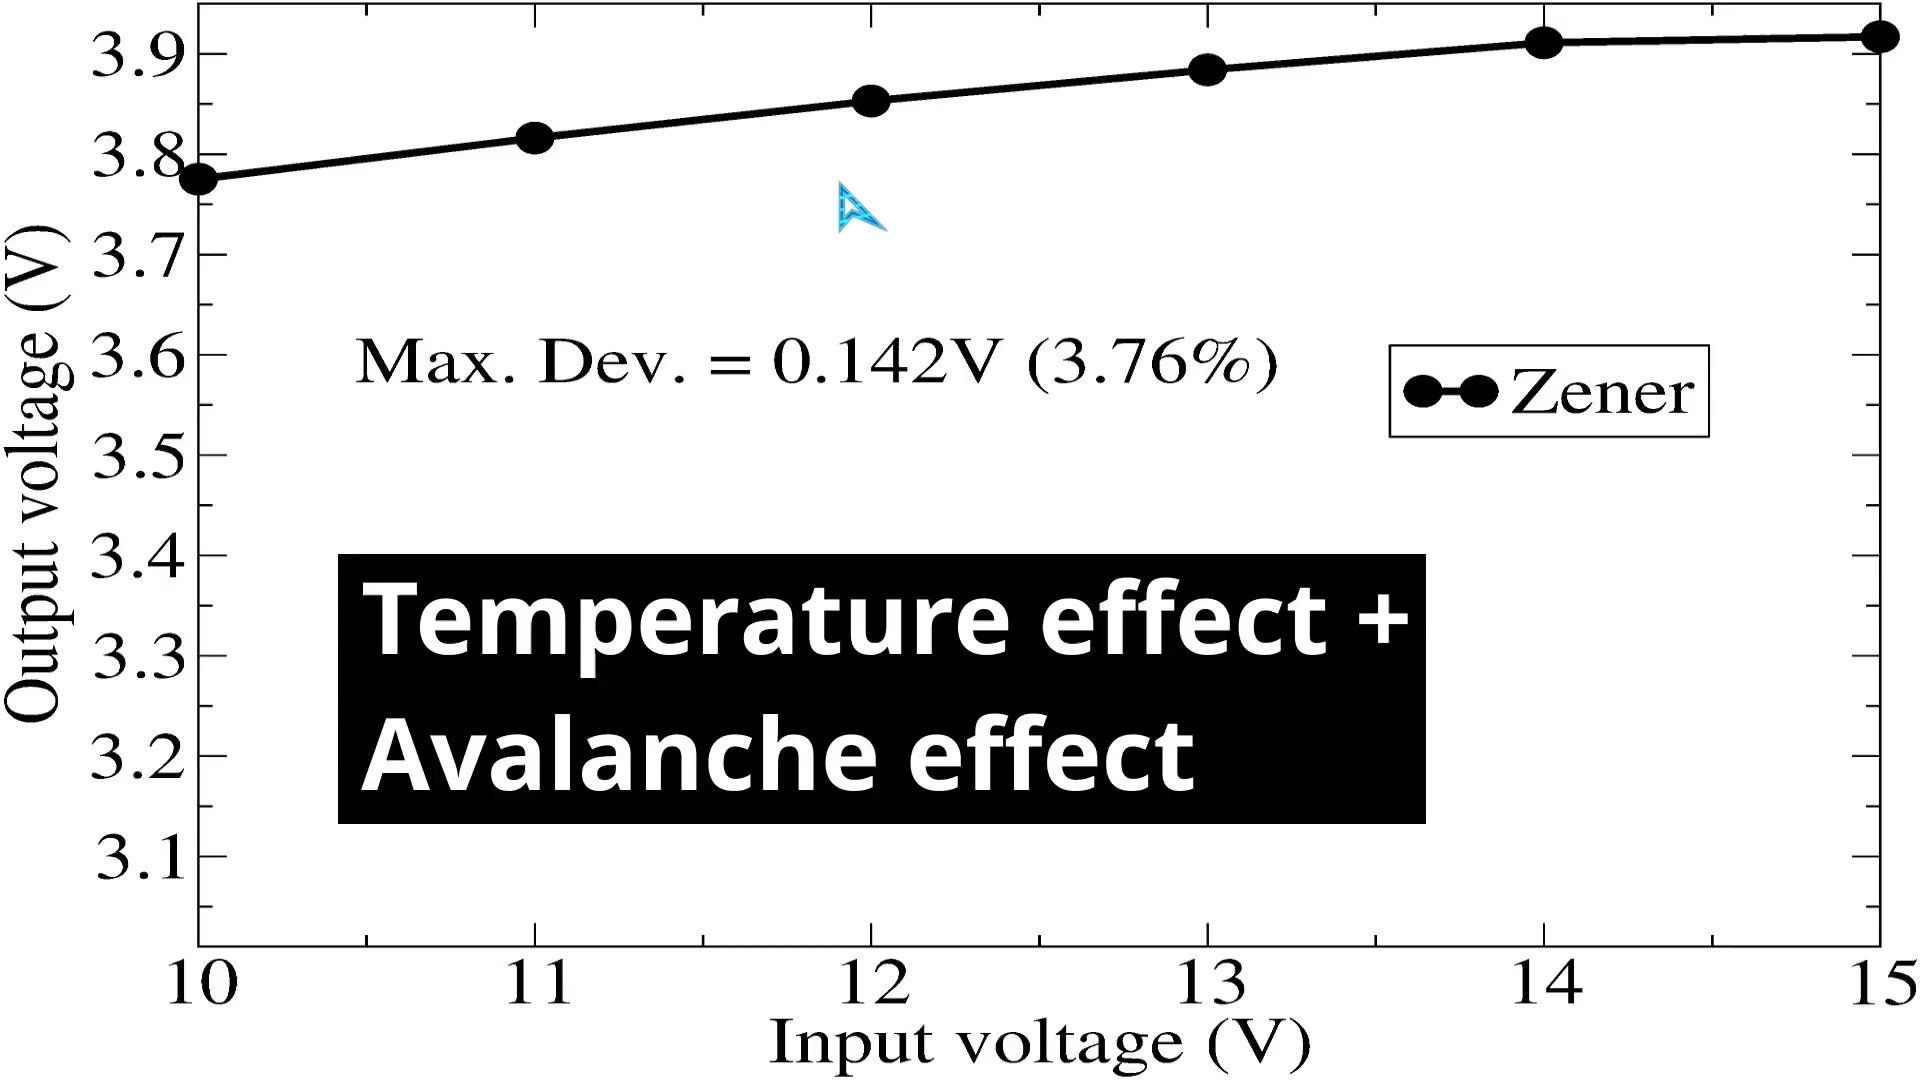 3.9
3.8
3.7
3.6
3.5
3.4
3.3
3.2
3.1
Output voltage (V)
Max. Dev. = 0.142V (3.76%)
Zener
Temperature effect +
Avalanche effect
10 11 12 13 14 15
Input voltage (V)